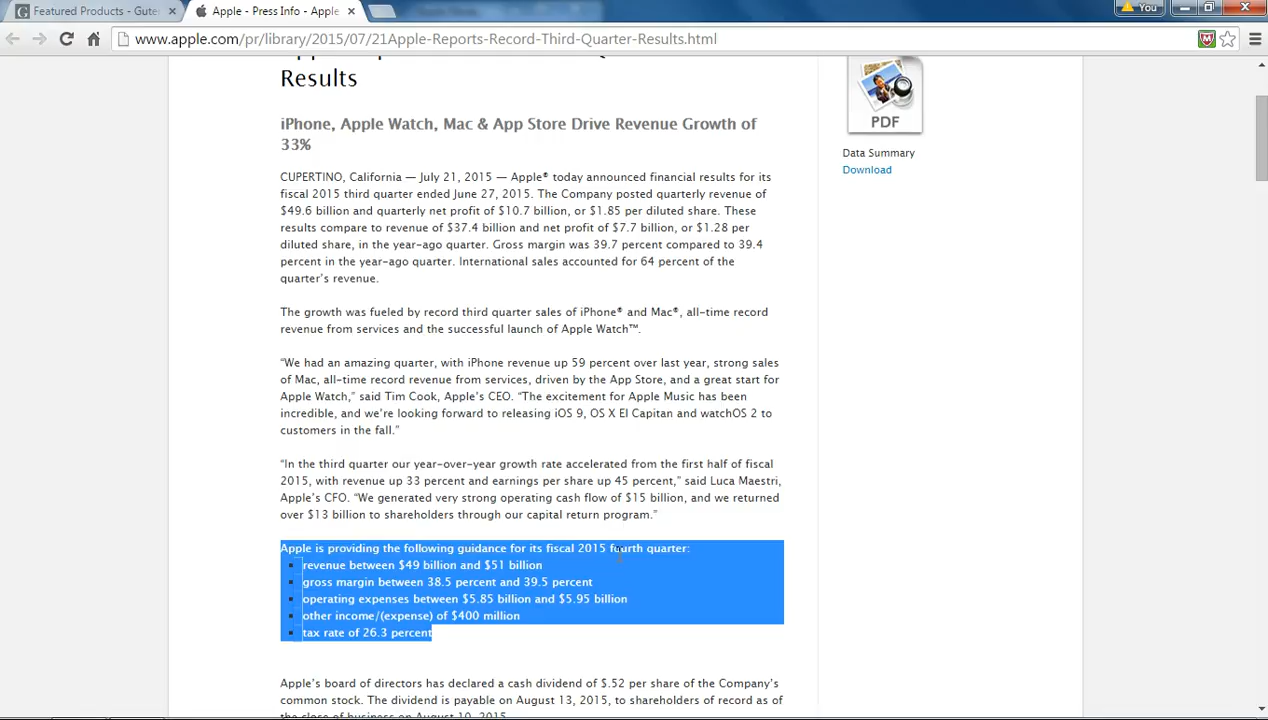 Featured Products - Gute
Apple - Press Info - Apple
You
www.apple.com/pr/library/2015/07/21Apple-Reports-Record-Third-Quarter-Results.html
Results
iPhone, Apple Watch, Mac & App Store Drive Revenue Growth of
33%
CUPERTINO, California — July 21, 2015 — Apple® today announced financial results for its
fiscal 2015 third quarter ended June 27, 2015. The Company posted quarterly revenue of
$49.6 billion and quarterly net profit of $10.7 billion, or $1.85 per diluted share. These
results compare to revenue of $37.4 billion and net profit of $7.7 billion, or $1.28 per
diluted share, in the year-ago quarter. Gross margin was 39.7 percent compared to 39.4
percent in the year-ago quarter. International sales accounted for 64 percent of the
quarter’s revenue.
The growth was fueled by record third quarter sales of iPhone® and Mac®, all-time record
revenue from services and the successful launch of Apple Watch™.
“We had an amazing quarter, with iPhone revenue up 59 percent over last year, strong sales
of Mac, all-time record revenue from services, driven by the App Store, and a great start for
Apple Watch,” said Tim Cook, Apple’s CEO. “The excitement for Apple Music has been
incredible, and we’re looking forward to releasing iOS 9, OS X El Capitan and watchOS 2 to
customers in the fall.”
“In the third quarter our year-over-year growth rate accelerated from the first half of fiscal
2015, with revenue up 33 percent and earnings per share up 45 percent,” said Luca Maestri,
Apple’s CFO. “We generated very strong operating cash flow of $15 billion, and we returned
over $13 billion to shareholders through our capital return program.”
Apple is providing the following guidance for its fiscal 2015 fourth quarter:
revenue between $49 billion and $51 billion
gross margin between 38.5 percent and 39.5 percent
operating expenses between $5.85 billion and $5.95 billion
other income/(expense) of $400 million
tax rate of 26.3 percent
Apple’s board of directors has declared a cash dividend of $.52 per share of the Company’s
common stock. The dividend is payable on August 13, 2015, to shareholders of record as of
the close of business on August 10, 2015.
PDF
Data Summary
Download